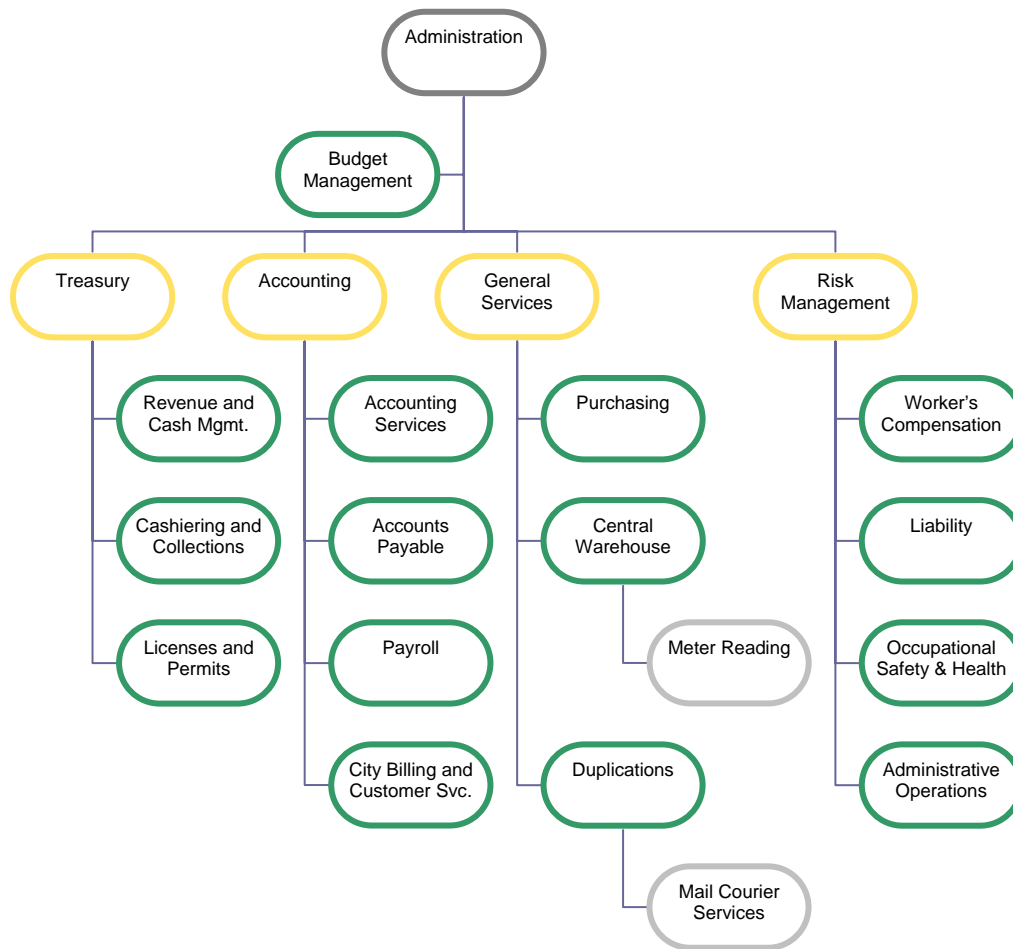 Administration
Budget
Management
Treasury
Accounting
General
Services
Risk
Management
Revenue and
Cash Mgmt.
Accounting
Services
Purchasing
Worker's
Compensation
Cashiering and
Collections
Accounts
Payable
Central
Warehouse
Liability
Licenses and
Permits
Payroll
Meter Reading
Occupational
Safety & Health
City Billing and
Customer Svc.
Duplications
Administrative
Operations
Mail Courier
Services